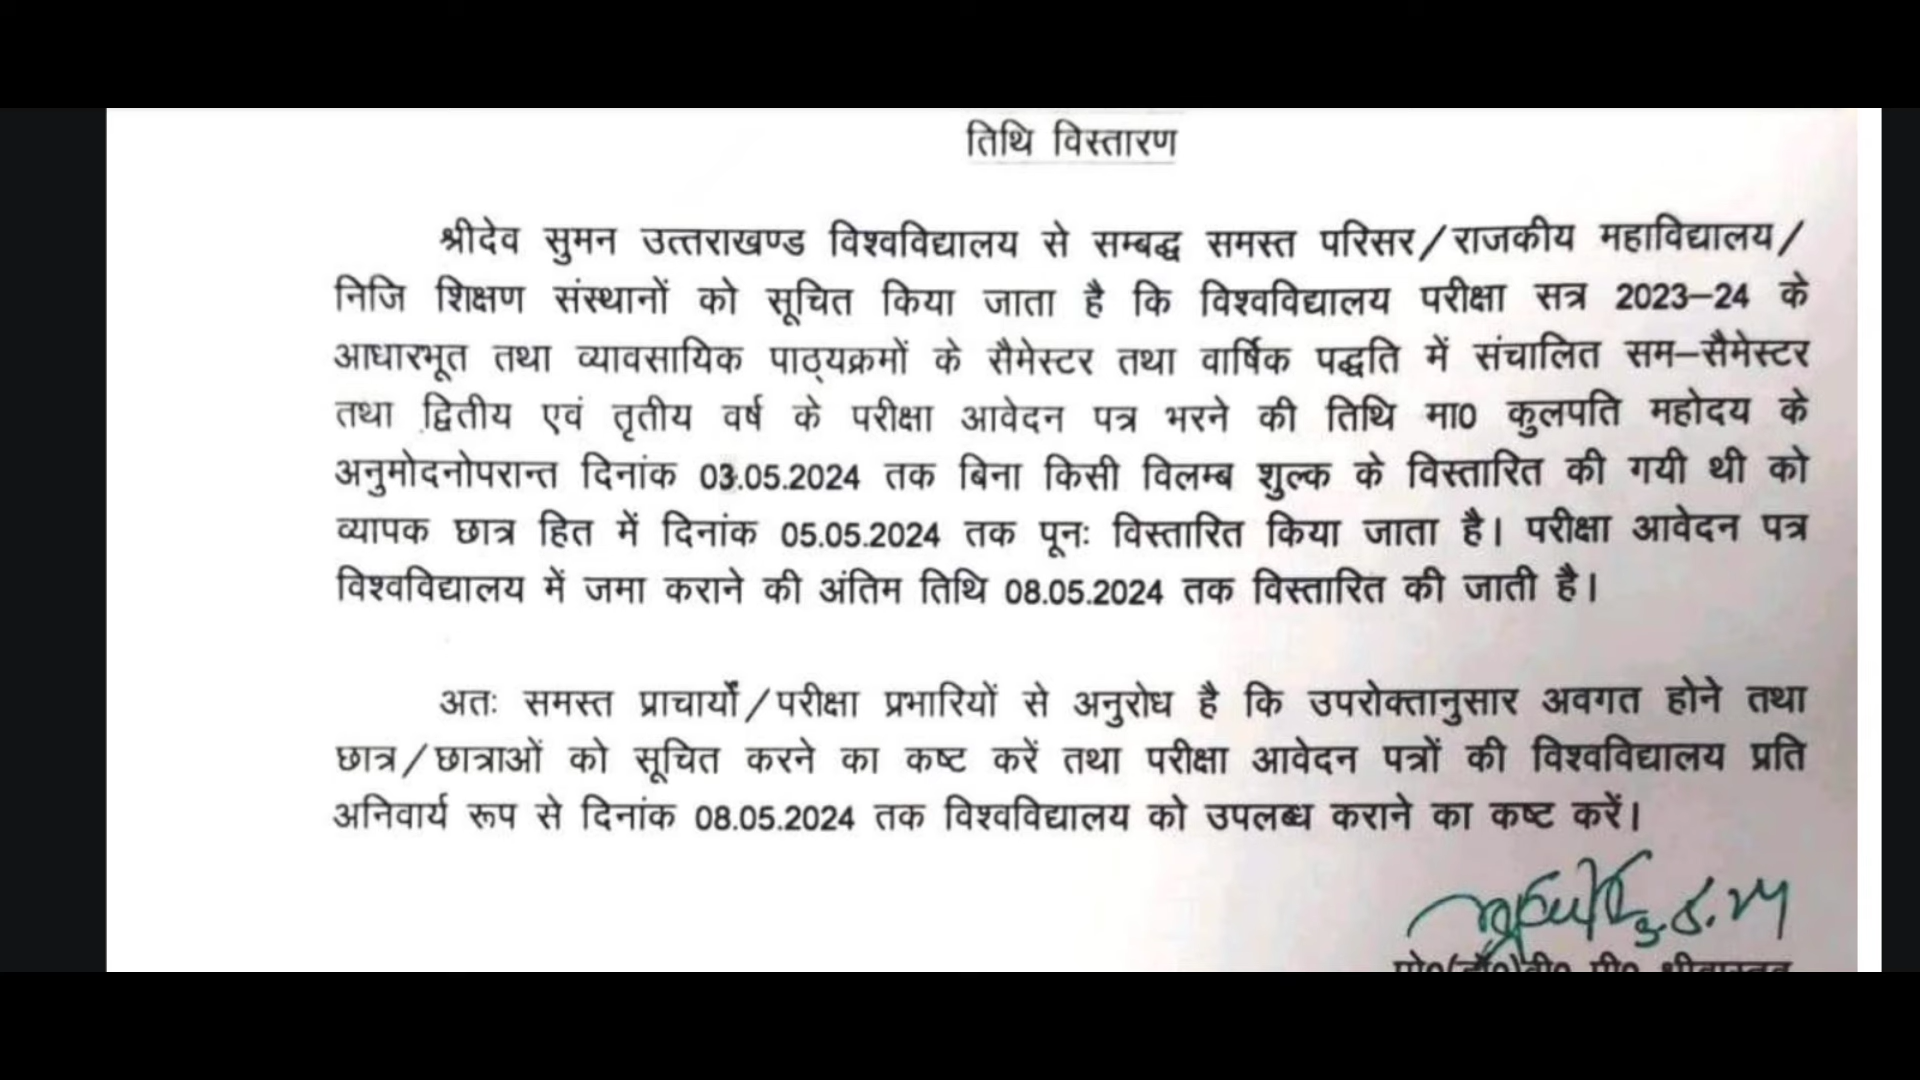 तिथि विस्तारण
श्रीदेव सुमन उत्तराखण्ड विश्वविद्यालय से सम्बद्ध समस्त परिसर/राजकीय महाविद्यालय/
निजि शिक्षण संस्थानों को सूचित किया जाता है कि विश्वविद्यालय परीक्षा सत्र 2023–24 के
आधारभूत तथा व्यावसायिक पाठ्यक्रमों के सैमेस्टर तथा वार्षिक पद्धति में संचालित सम–सैमेस्टर
तथा द्वितीय एवं तृतीय वर्ष के परीक्षा आवेदन पत्र भरने की तिथि मा0 कुलपति महोदय के
अनुमोदनोपरान्त दिनांक 03.05.2024 तक बिना किसी विलम्ब शुल्क के विस्तारित की गयी थी को
व्यापक छात्र हित में दिनांक 05.05.2024 तक पूनः विस्तारित किया जाता है। परीक्षा आवेदन पत्र
विश्वविद्यालय में जमा कराने की अंतिम तिथि 08.05.2024 तक विस्तारित की जाती है।
अतः समस्त प्राचार्यों/परीक्षा प्रभारियों से अनुरोध है कि उपरोक्तानुसार अवगत होने तथा
छात्र/छात्राओं को सूचित करने का कष्ट करें तथा परीक्षा आवेदन पत्रों की विश्वविद्यालय प्रति
अनिवार्य रूप से दिनांक 08.05.2024 तक विश्वविद्यालय को उपलब्ध कराने का कष्ट करें।